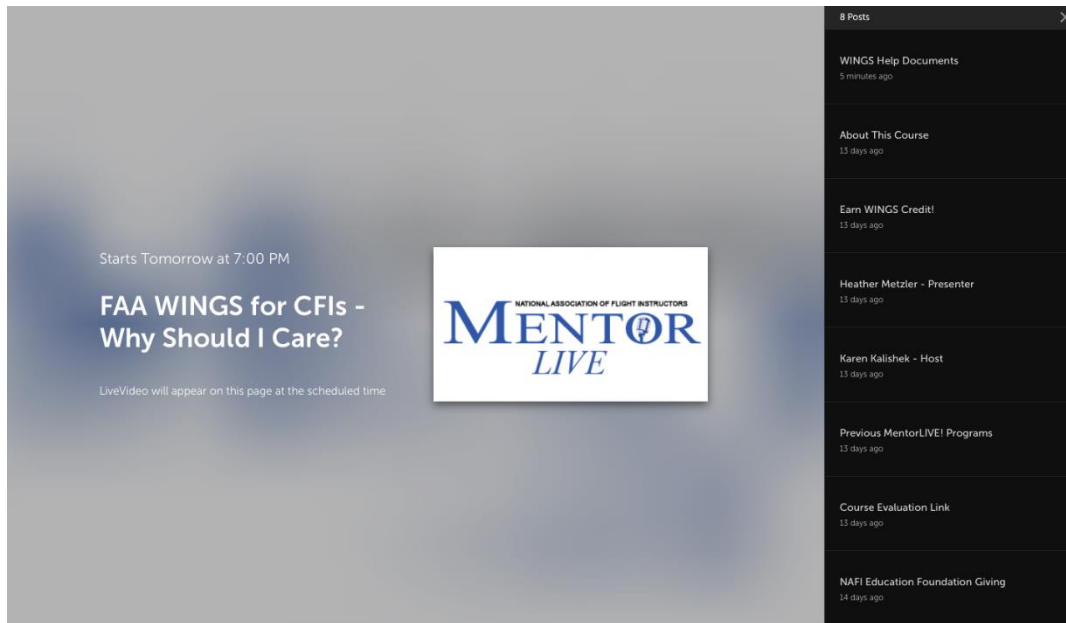 Starts Tomorrow at 7:00 PM
FAA WINGS for CFIs -
Why Should I Care?
LiveVideo will appear on this page at the scheduled time
NATIONAL ASSOCIATION OF FLIGHT INSTRUCTORS
MENTOR
LIVE
8 Posts
WINGS Help Documents
5 minutes ago
About This Course
13 days ago
Earn WINGS Credit!
13 days ago
Heather Metzler - Presenter
13 days ago
Karen Kalishek - Host
13 days ago
Previous MentorLIVE! Programs
13 days ago
Course Evaluation Link
13 days ago
NAFI Education Foundation Giving
14 days ago